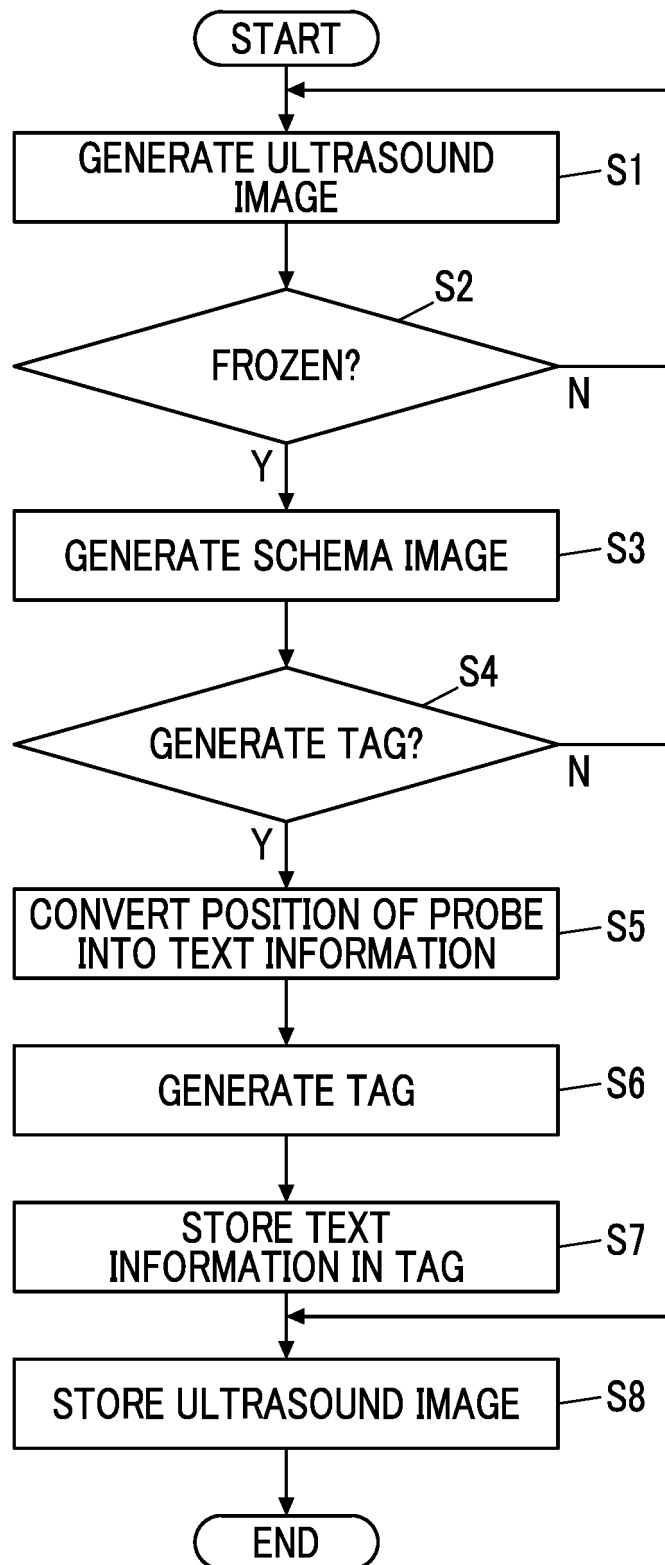 START
GENERATE ULTRASOUND
IMAGE
S1
S2
FROZEN?
N
Y
GENERATE SCHEMA IMAGE
S3
S4
GENERATE TAG?
N
Y
CONVERT POSITION OF PROBE
INTO TEXT INFORMATION
S5
GENERATE TAG
S6
STORE TEXT
INFORMATION IN TAG
S7
STORE ULTRASOUND IMAGE
S8
END